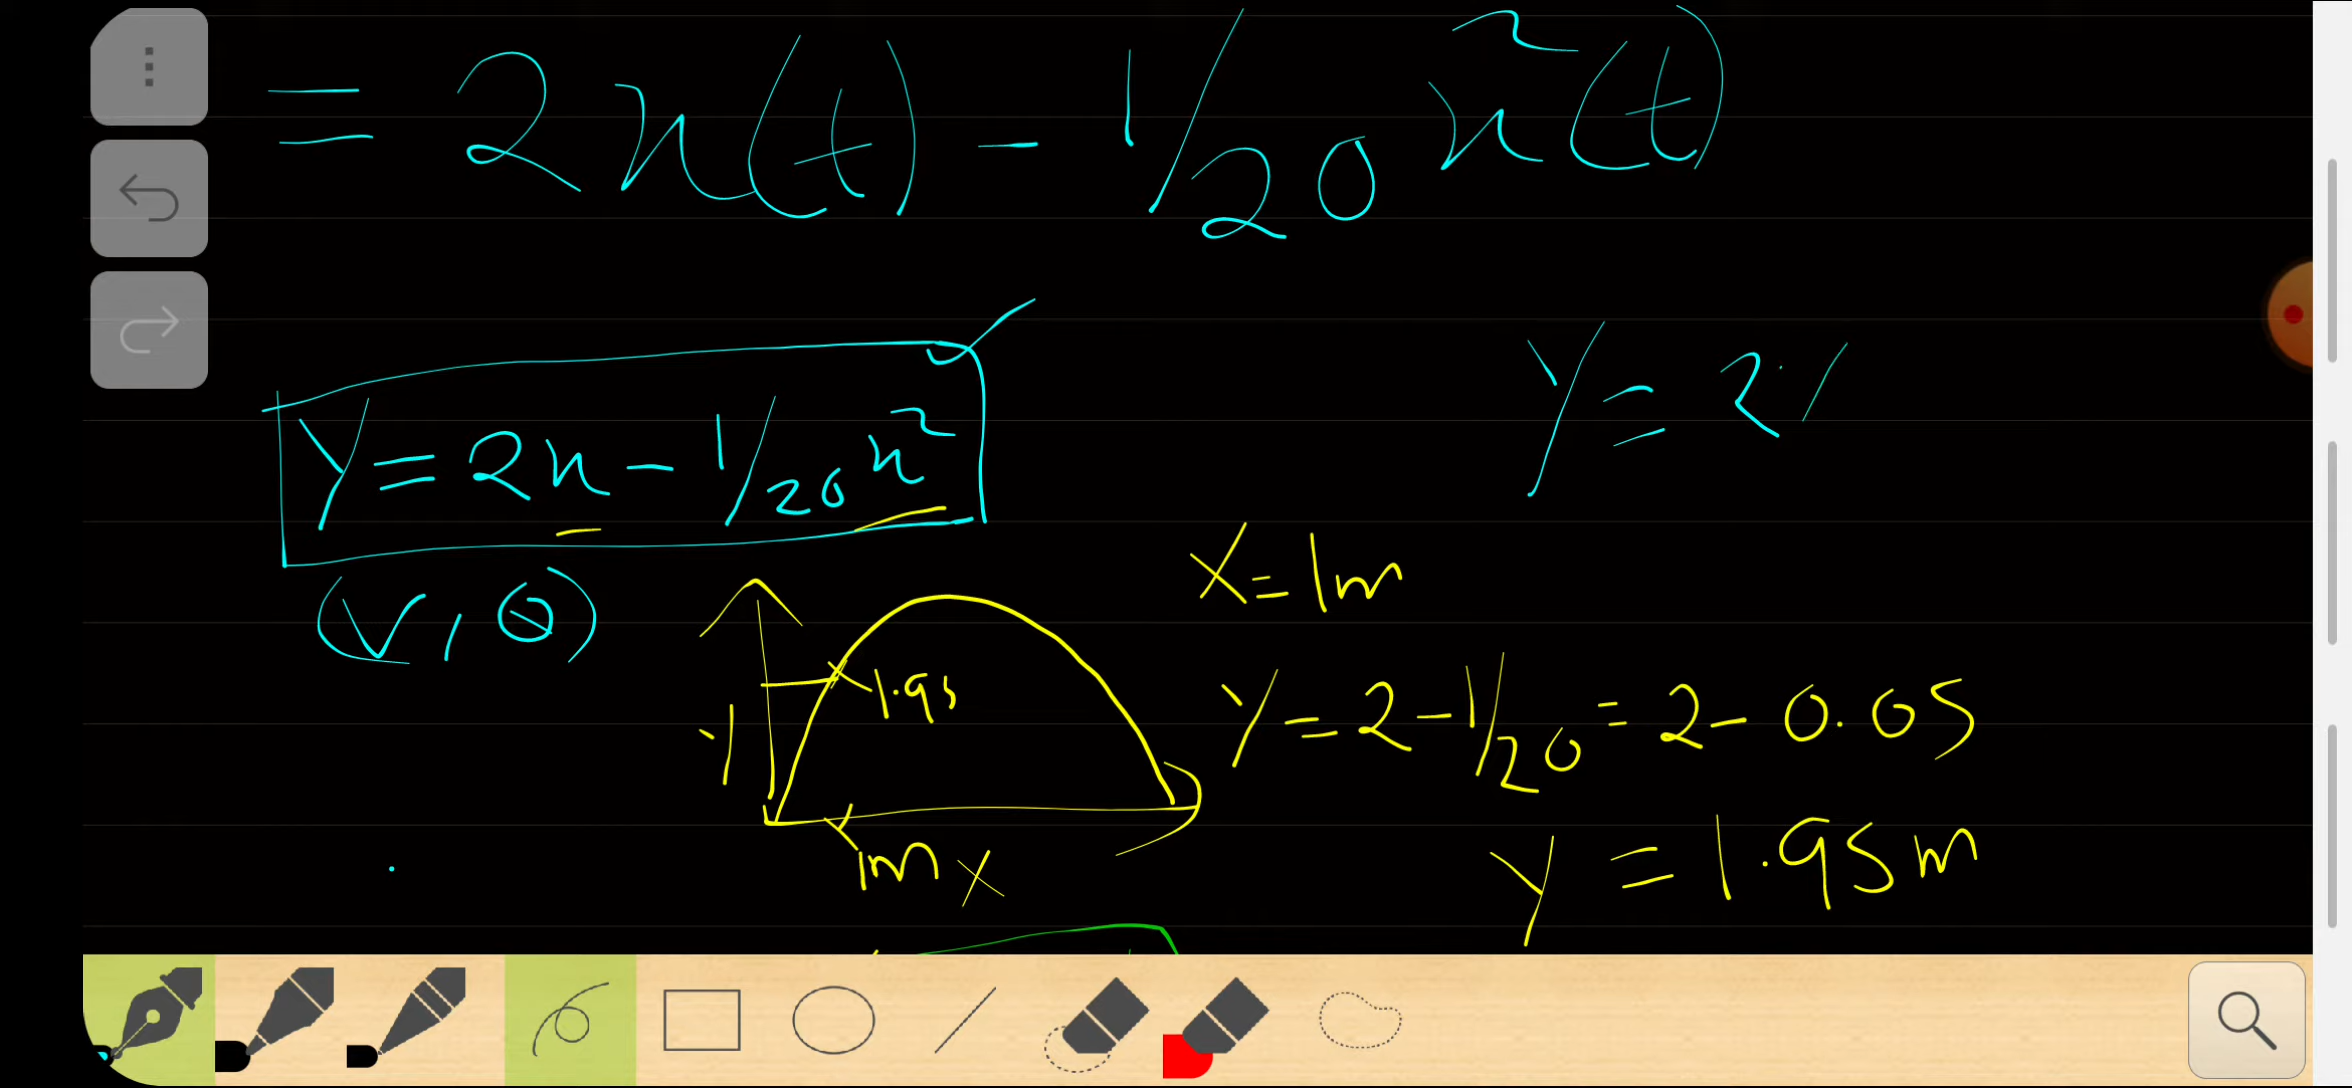 = 2x(t) - 1/20 x²(t)
Y = 2x - 1/20 x²
Y = 2
(V, θ)
X = 1m
1.95
Y
Y = 2 - 1/20 = 2 - 0.05
1m X
Y = 1.95m